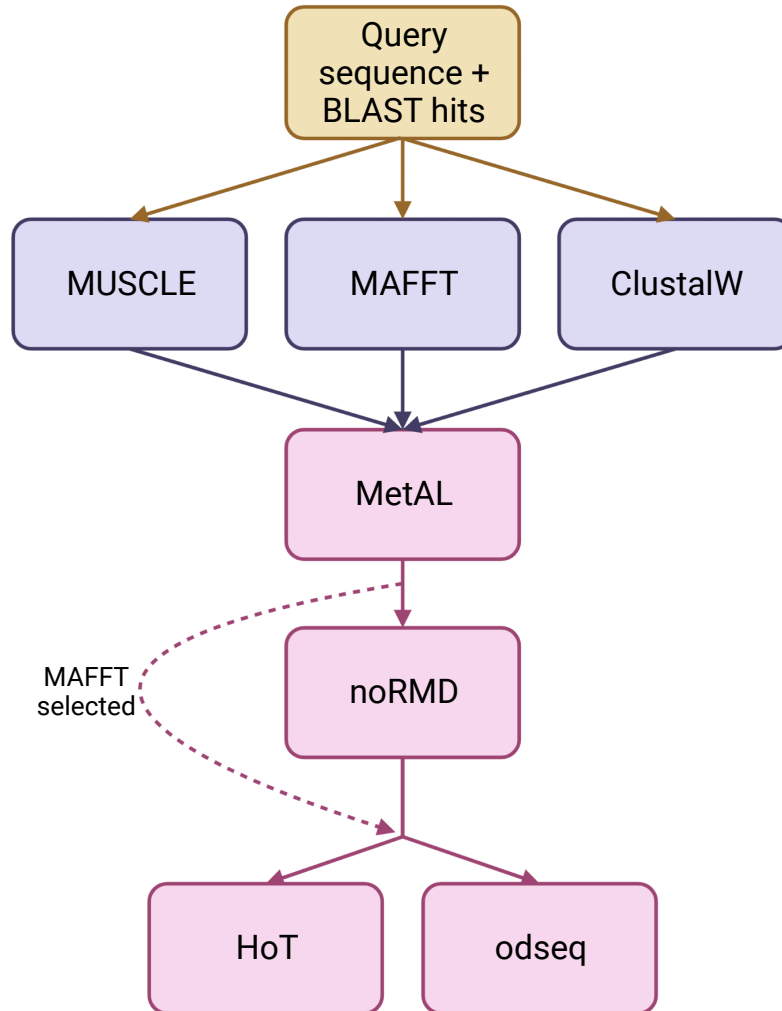 Query
sequence +
BLAST hits
MUSCLE
MAFFT
ClustalW
MetAL
noRMD
MAFFT
selected
HoT
odseq